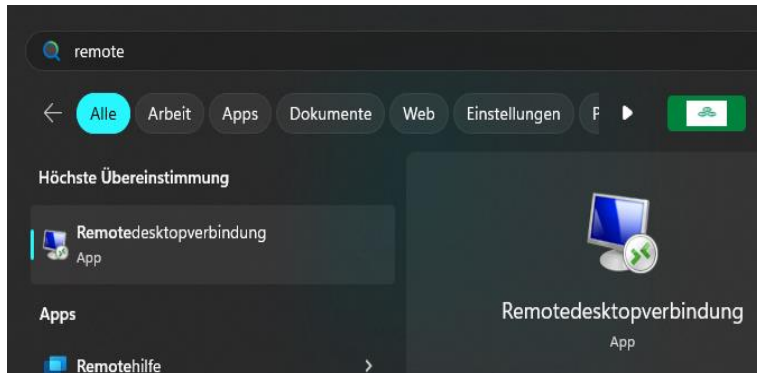 remote
Alle Arbeit Apps Dokumente Web Einstellungen
Höchste Übereinstimmung
Remotedesktopverbindung
App
Apps
Remotehilfe
Remotedesktopverbindung
App